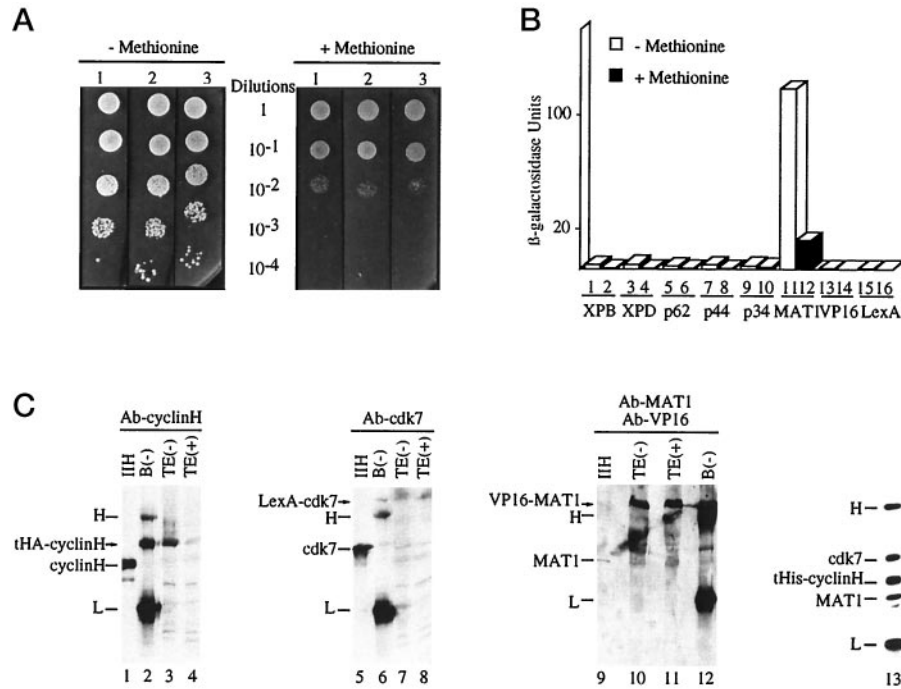 A
- Methionine
+ Methionine
1 2 3
Dilutions
1 2 3
1
10-1
10-2
10-3
10-4
B
- Methionine
+ Methionine
ß-galactosidase Units
100
20
1 2 3 4 5 6 7 8 9 10 11 12 13 14 15 16
XPB XPD p62 p44 p34 MAT1 VP16 LexA
C
Ab-cyclinH
IIH B(-) TE(-) TE(+)
H
tHA-cyclinH
cyclinH
L
1 2 3 4
Ab-cdk7
IIH B(-) TE(-) TE(+)
LexA-cdk7
H
cdk7
L
5 6 7 8
Ab-MAT1
Ab-VP16
IIH TE(-) TE(+) B(-)
VP16-MAT1
H
MAT1
L
9 10 11 12
H
cdk7
tHis-cyclinH
MAT1
L
13